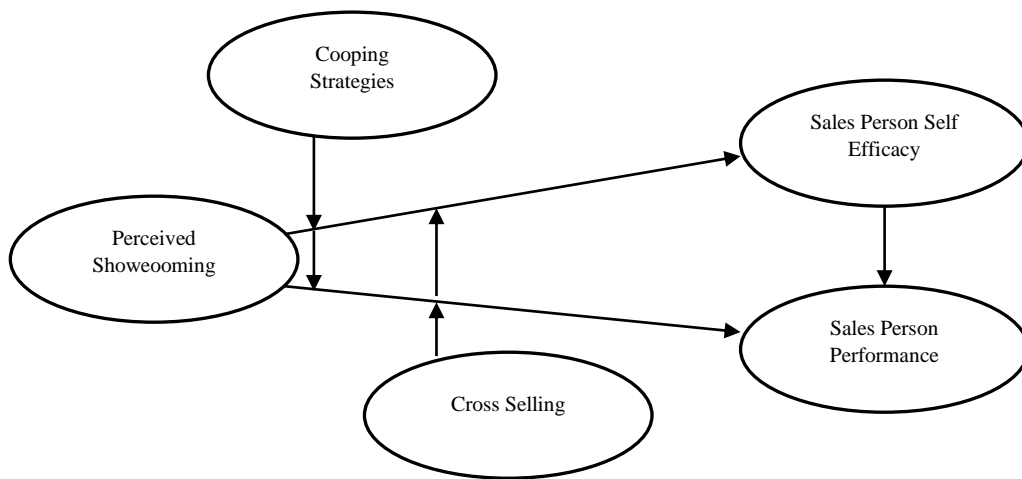 Cooping
Strategies
Sales Person Self
Efficacy
Perceived
Showeooming
Sales Person
Performance
Cross Selling